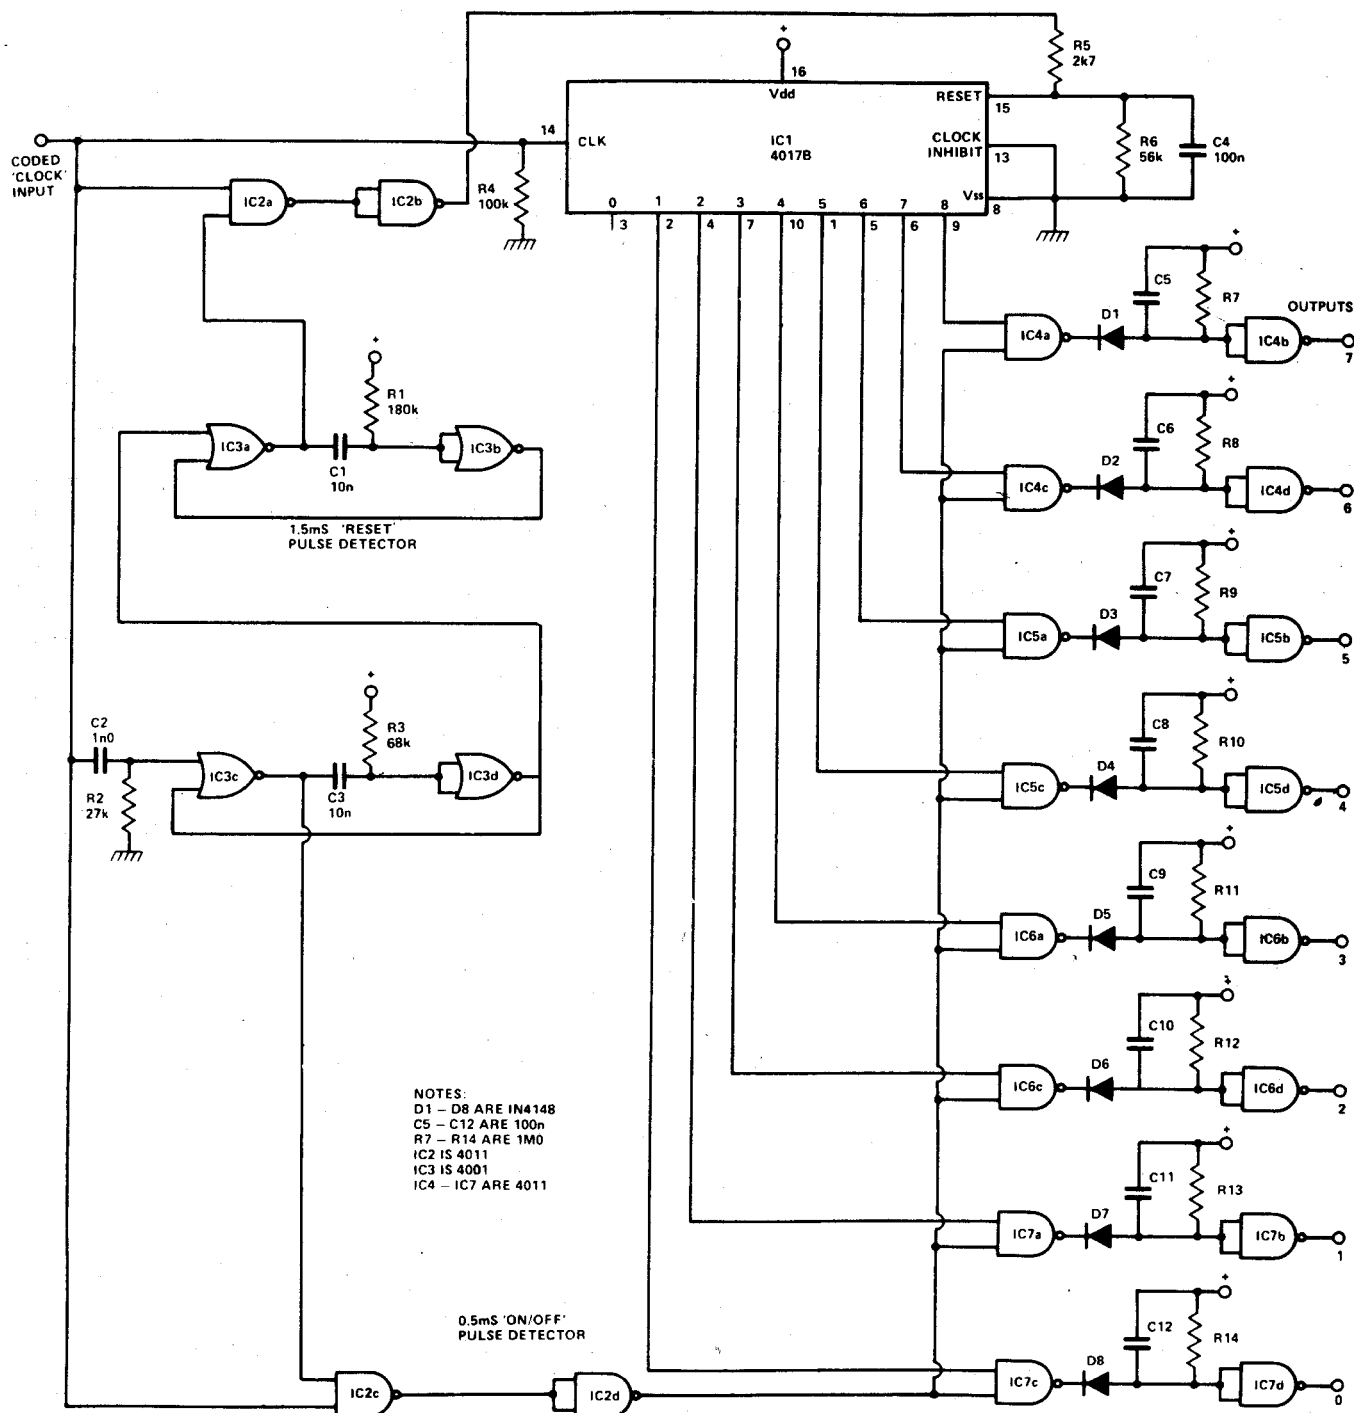 +
R5
2k7
16
Vdd
RESET
15
CODED
'CLOCK'
INPUT
14
CLK
IC1
4017B
CLOCK
INHIBIT
13
R6
56k
C4
100n
IC2a
IC2b
R4
100k
Vss
8
0
1
2
3
4
5
6
7
8
3
2
4
7
10
1
5
6
9
+
C5
R7
OUTPUTS
IC4a
D1
IC4b
7
+
R1
180k
IC3a
C1
10n
IC3b
1.5mS 'RESET'
PULSE DETECTOR
+
C6
R8
IC4c
D2
IC4d
6
+
C7
R9
IC5a
D3
IC5b
5
+
R3
68k
C2
1n0
R2
27k
IC3c
C3
10n
IC3d
+
C8
R10
IC5c
D4
IC5d
4
+
C9
R11
IC6a
D5
IC6b
3
+
C10
R12
IC6c
D6
IC6d
2
NOTES:
D1 – D8 ARE IN4148
C5 – C12 ARE 100n
R7 – R14 ARE 1M0
IC2 IS 4011
IC3 IS 4001
IC4 – IC7 ARE 4011
+
C11
R13
IC7a
D7
IC7b
1
0.5mS 'ON/OFF'
PULSE DETECTOR
+
C12
R14
IC2c
IC2d
IC7c
D8
IC7d
0